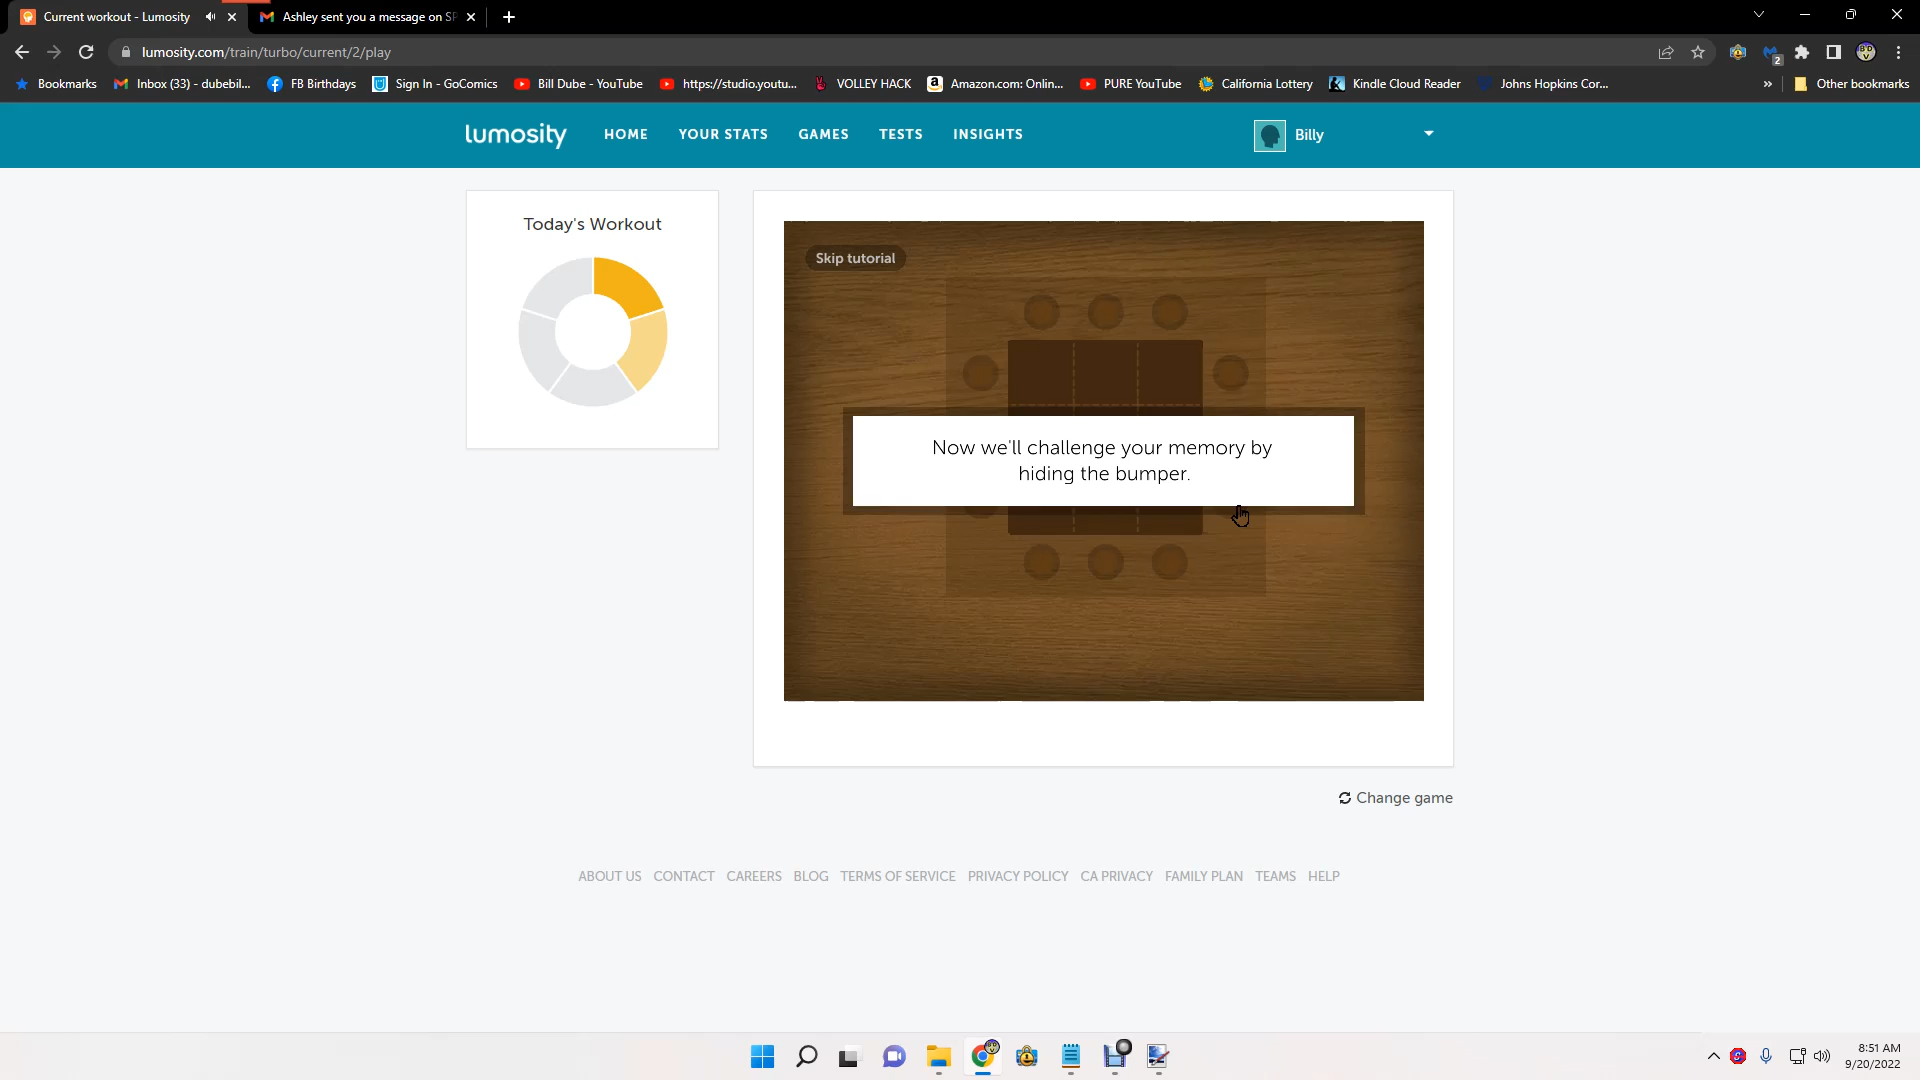 Current workout - Lumosity
Ashley sent you a message on SP
lumosity.com/train/turbo/current/2/play
2
Bookmarks
Inbox (33) - dubebil...
FB Birthdays
Sign In - GoComics
Bill Dube - YouTube
https://studio.youtu...
VOLLEY HACK
Amazon.com: Onlin...
PURE YouTube
California Lottery
Kindle Cloud Reader
Johns Hopkins Cor...
»
Other bookmarks
lumosity
HOME
YOUR STATS
GAMES
TESTS
INSIGHTS
Billy
Today's Workout
Skip tutorial
Now we'll challenge your memory by
hiding the bumper.
Change game
ABOUT US CONTACT CAREERS BLOG TERMS OF SERVICE PRIVACY POLICY CA PRIVACY FAMILY PLAN TEAMS HELP
8:51 AM
9/20/2022